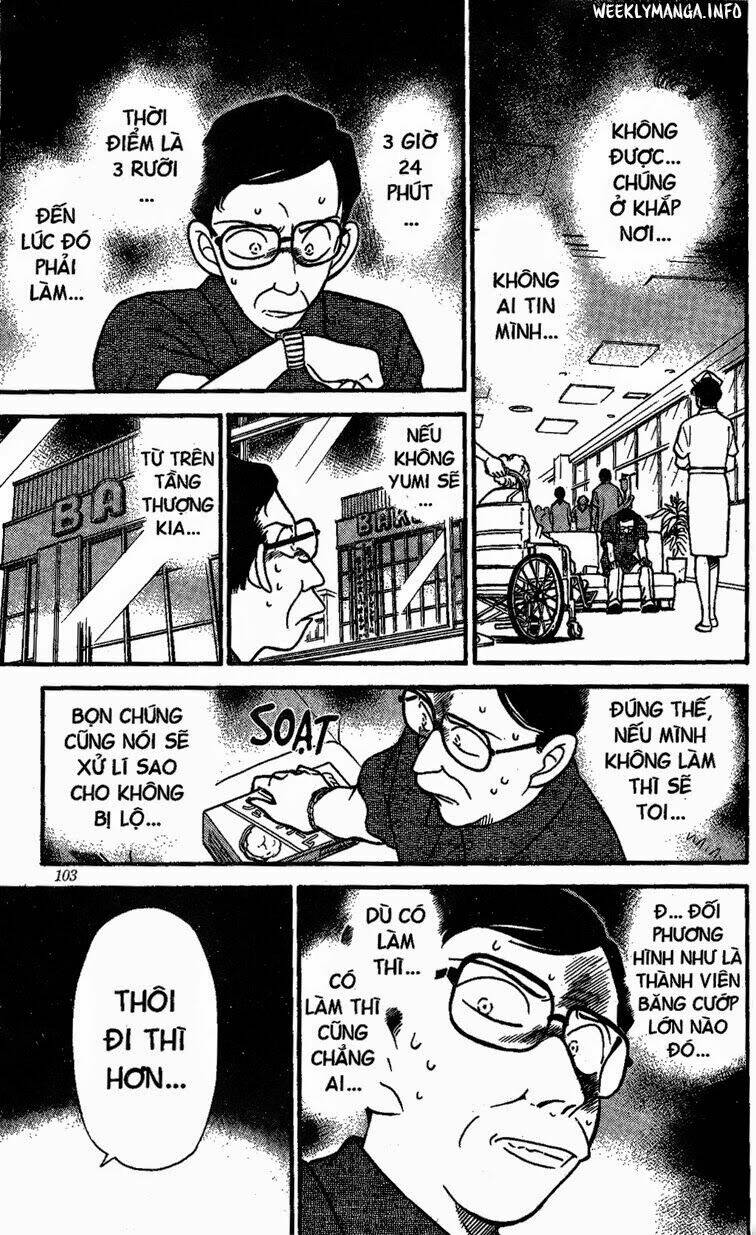 WEEKLYMANGA.INFO
KHÔNG
ĐƯỢC...
CHÚNG
Ở KHẮP
NƠI...
KHÔNG
AI TIN
MÌNH...
3 GIỜ
24
PHÚT
...
THỜI
ĐIỂM LÀ
3 RƯỠI
...
ĐẾN
LÚC ĐÓ
PHẢI
LÀM...
NẾU
KHÔNG
YUMI SẼ
...
BAK
TỪ TRÊN
TẦNG
THƯỢNG
KIA...
BA
ĐÚNG THẾ,
NẾU MÌNH
KHÔNG LÀM
THÌ SẼ
TOI...
SOẠT
BỌN CHÚNG
CŨNG NÓI SẼ
XỬ LÍ SAO
CHO KHÔNG
BỊ LỘ...
103
Đ... ĐỐI
PHƯƠNG
HÌNH NHƯ LÀ
THÀNH VIÊN
BĂNG CƯỚP
LỚN NÀO
ĐÓ...
DÙ CÓ
LÀM
THÌ...
CÓ
LÀM THÌ
CŨNG
CHẲNG
AI...
THÔI
ĐI THÌ
HƠN...